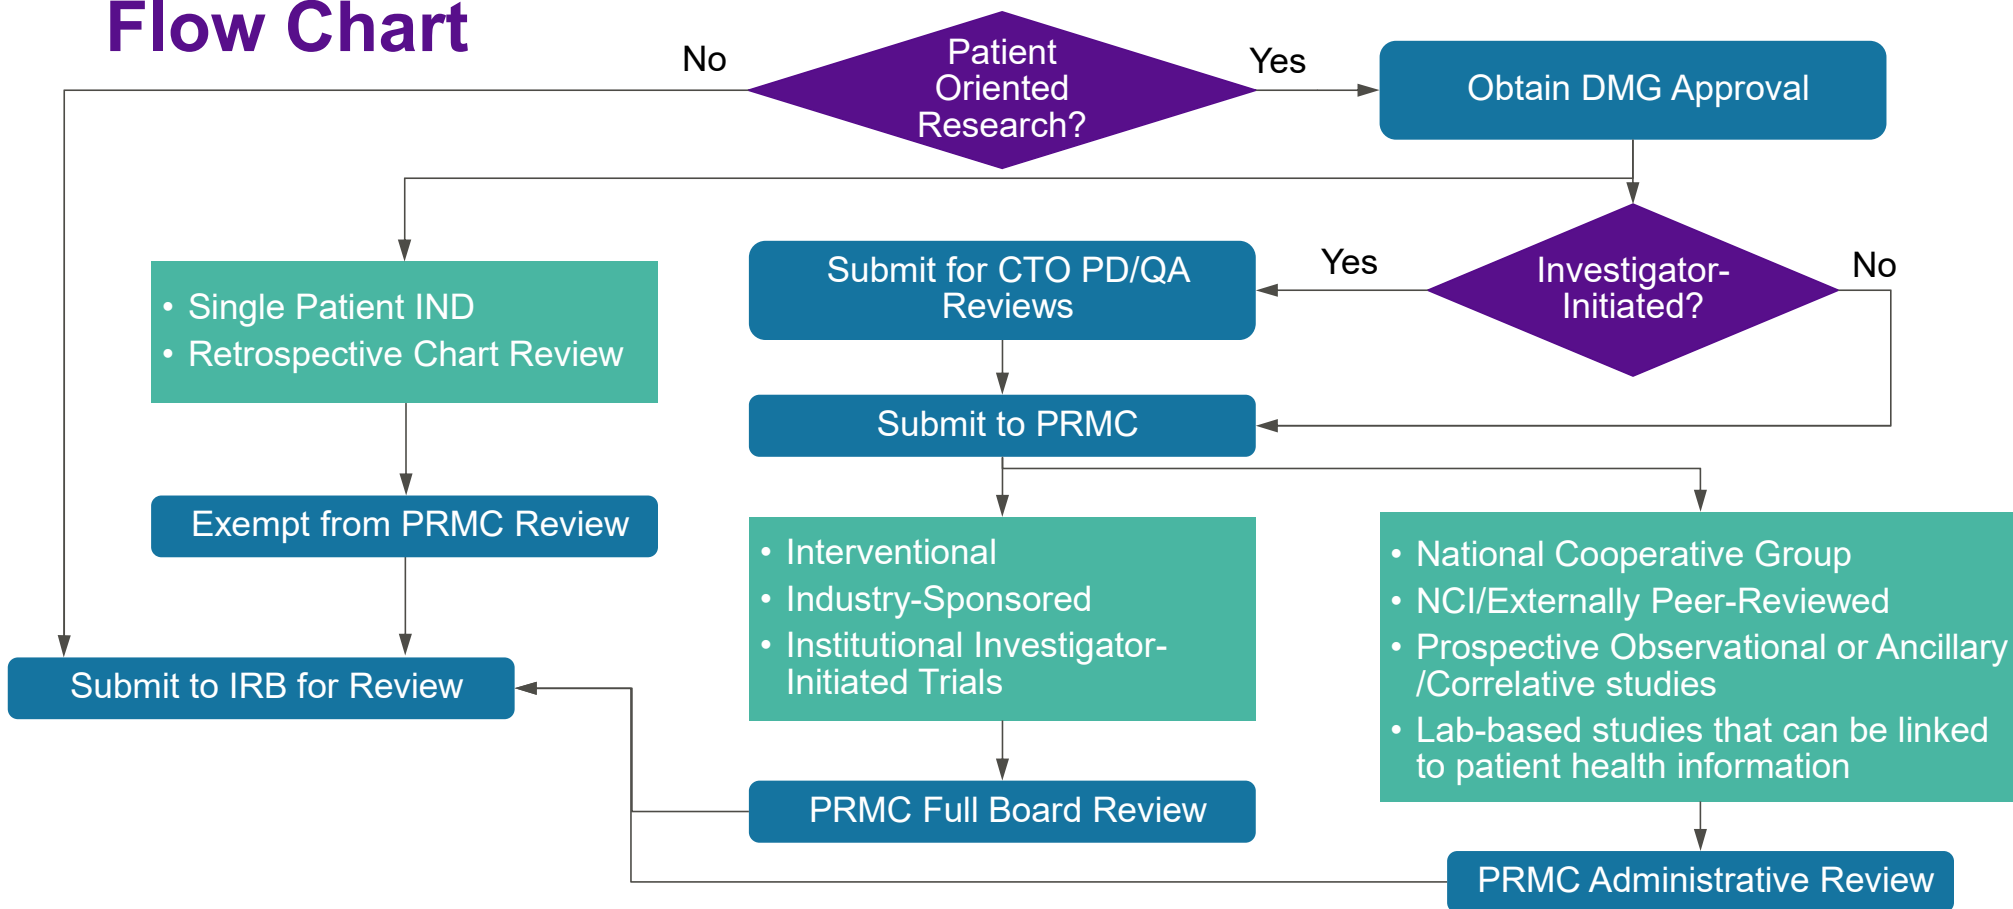 Flow Chart
No
Patient
Oriented
Research?
Yes
Obtain DMG Approval
• Single Patient IND
• Retrospective Chart Review
Submit for CTO PD/QA
Reviews
Yes
Investigator-
Initiated?
No
Submit to PRMC
Exempt from PRMC Review
• Interventional
• Industry-Sponsored
• Institutional Investigator-
Initiated Trials
• National Cooperative Group
• NCI/Externally Peer-Reviewed
• Prospective Observational or Ancillary
/Correlative studies
• Lab-based studies that can be linked
to patient health information
Submit to IRB for Review
PRMC Full Board Review
PRMC Administrative Review